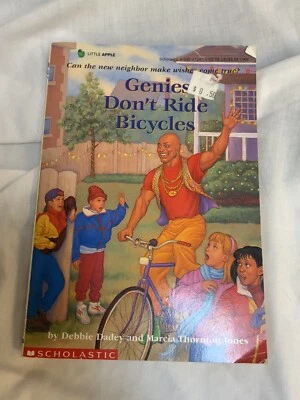 LITTLE APPLE
Can the new neighbor make wishes come true?
Genies
Don't Ride
Bicycles
by Debbie Dadey and Marcia Thornton Jones
SCHOLASTIC